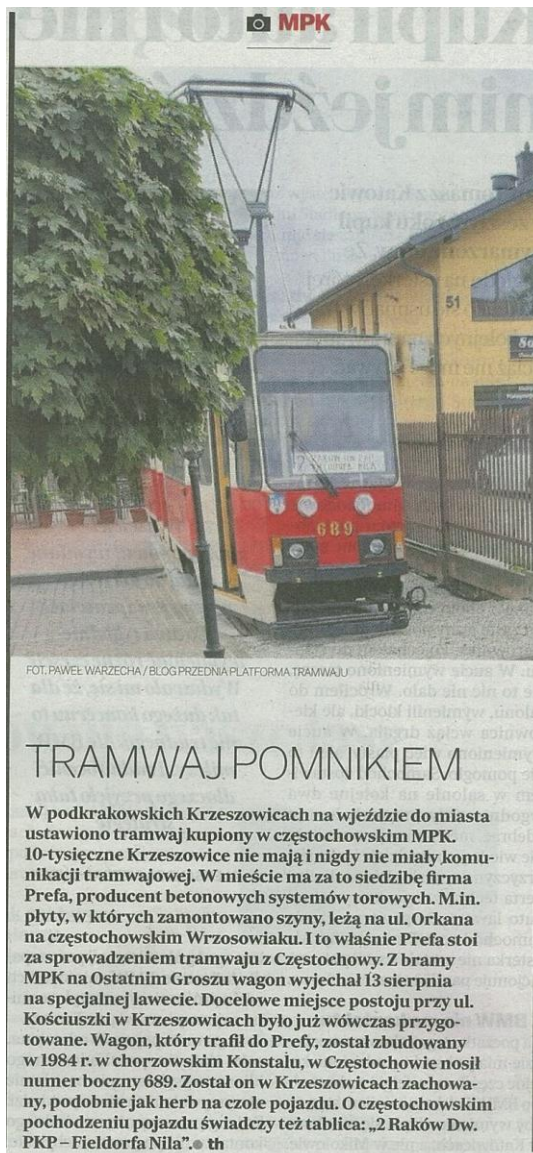 MPK
51
689
FOT. PAWEŁ WARZECHA / BLOG PRZEDNIA PLATFORMA TRAMWAJU
TRAMWAJ POMNIKIEM
W podkrakowskich Krzeszowicach na wjeździe do miasta
ustawiono tramwaj kupiony w częstochowskim MPK.
10-tysięczne Krzeszowice nie mają i nigdy nie miały komu-
nikacji tramwajowej. W mieście ma za to siedzibę firma
Prefa, producent betonowych systemów torowych. M.in.
płyty, w których zamontowano szyny, leżą na ul. Orkana
na częstochowskim Wrzosowiaku. I to właśnie Prefa stoi
za sprowadzeniem tramwaju z Częstochowy. Z bramy
MPK na Ostatnim Groszu wagon wyjechał 13 sierpnia
na specjalnej lawecie. Docelowe miejsce postoju przy ul.
Kościuszki w Krzeszowicach było już wówczas przygo-
towane. Wagon, który trafił do Prefy, został zbudowany
w 1984 r. w chorzowskim Konstalu, w Częstochowie nosił
numer boczny 689. Został on w Krzeszowicach zachowa-
ny, podobnie jak herb na czole pojazdu. O częstochowskim
pochodzeniu pojazdu świadczy też tablica: „2 Raków Dw.
PKP – Fieldorfa Nila”. th